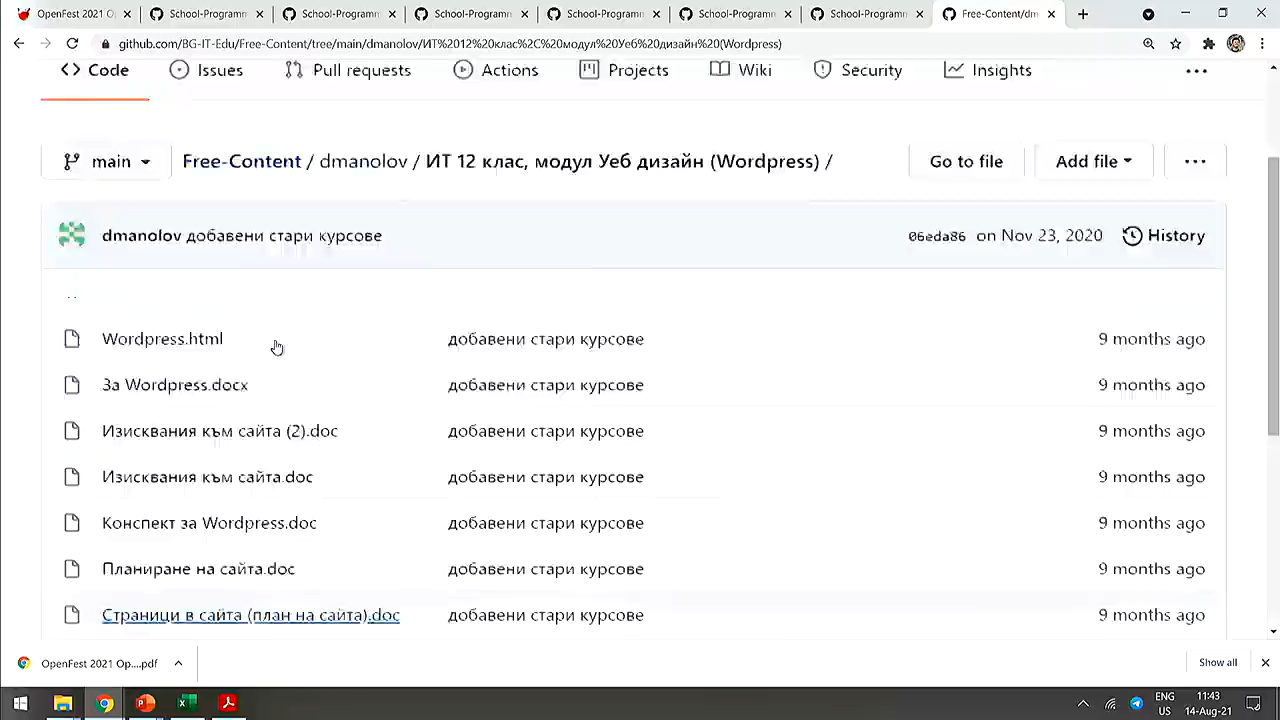 OpenFest 2021 O
School-Programm
School-Programm
School-Programm
School-Programm
School-Programm
School-Programm
Free-Content/dm
github.com/BG-IT-Edu/Free-Content/tree/main/dmanolov/ИТ%2012%20клас%2C%20модул%20Уеб%20дизайн%20(Wordpress)
Code Issues Pull requests Actions Projects Wiki Security Insights
main Free-Content / dmanolov / ИТ 12 клас, модул Уеб дизайн (Wordpress) / Go to file Add file
dmanolov добавени стари курсове 06eda86 on Nov 23, 2020 History
..
Wordpress.html добавени стари курсове 9 months ago
За Wordpress.docx добавени стари курсове 9 months ago
Изисквания към сайта (2).doc добавени стари курсове 9 months ago
Изисквания към сайта.doc добавени стари курсове 9 months ago
Конспект за Wordpress.doc добавени стари курсове 9 months ago
Планиране на сайта.doc добавени стари курсове 9 months ago
Страници в сайта (план на сайта).doc добавени стари курсове 9 months ago
OpenFest 2021 Op....pdf Show all
ENG 11:43
US 14-Aug-21